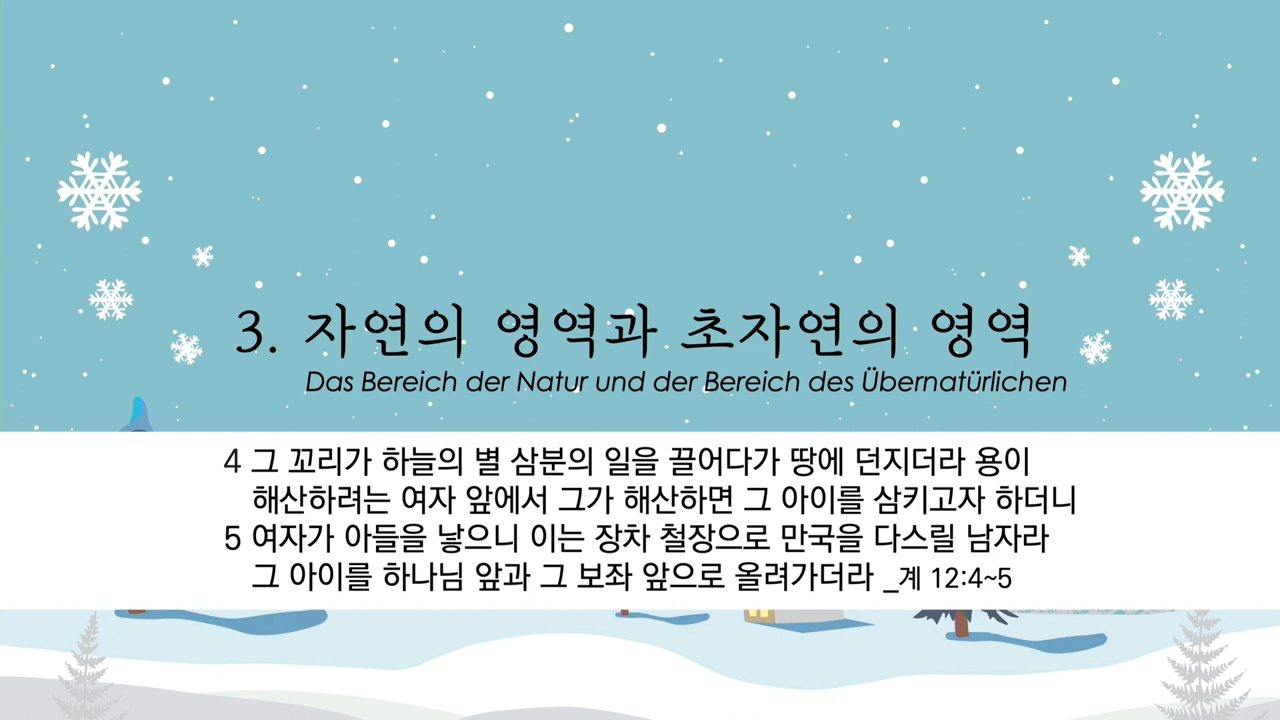 3. 자연의 영역과 초자연의 영역
Das Bereich der Natur und der Bereich des Übernatürlichen
4 그 꼬리가 하늘의 별 삼분의 일을 끌어다가 땅에 던지더라 용이
해산하려는 여자 앞에서 그가 해산하면 그 아이를 삼키고자 하더니
5 여자가 아들을 낳으니 이는 장차 철장으로 만국을 다스릴 남자라
그 아이를 하나님 앞과 그 보좌 앞으로 올려가더라 _계 12:4~5